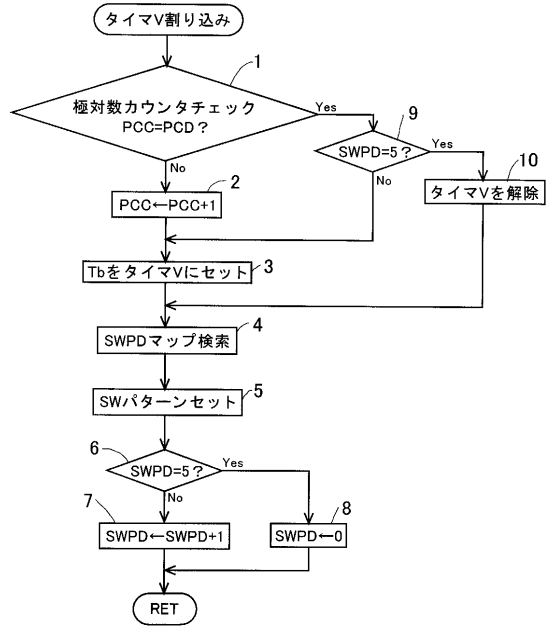 タイマV割り込み
1
極対数カウンタチェック
PCC=PCD？
Yes
9
No
SWPD=5？
Yes
10
2
No
タイマVを解除
PCC←PCC+1
TbをタイマVにセット
3
4
SWPDマップ検索
5
SWパターンセット
6
SWPD=5？
Yes
No
7
8
SWPD←SWPD+1
SWPD←0
RET